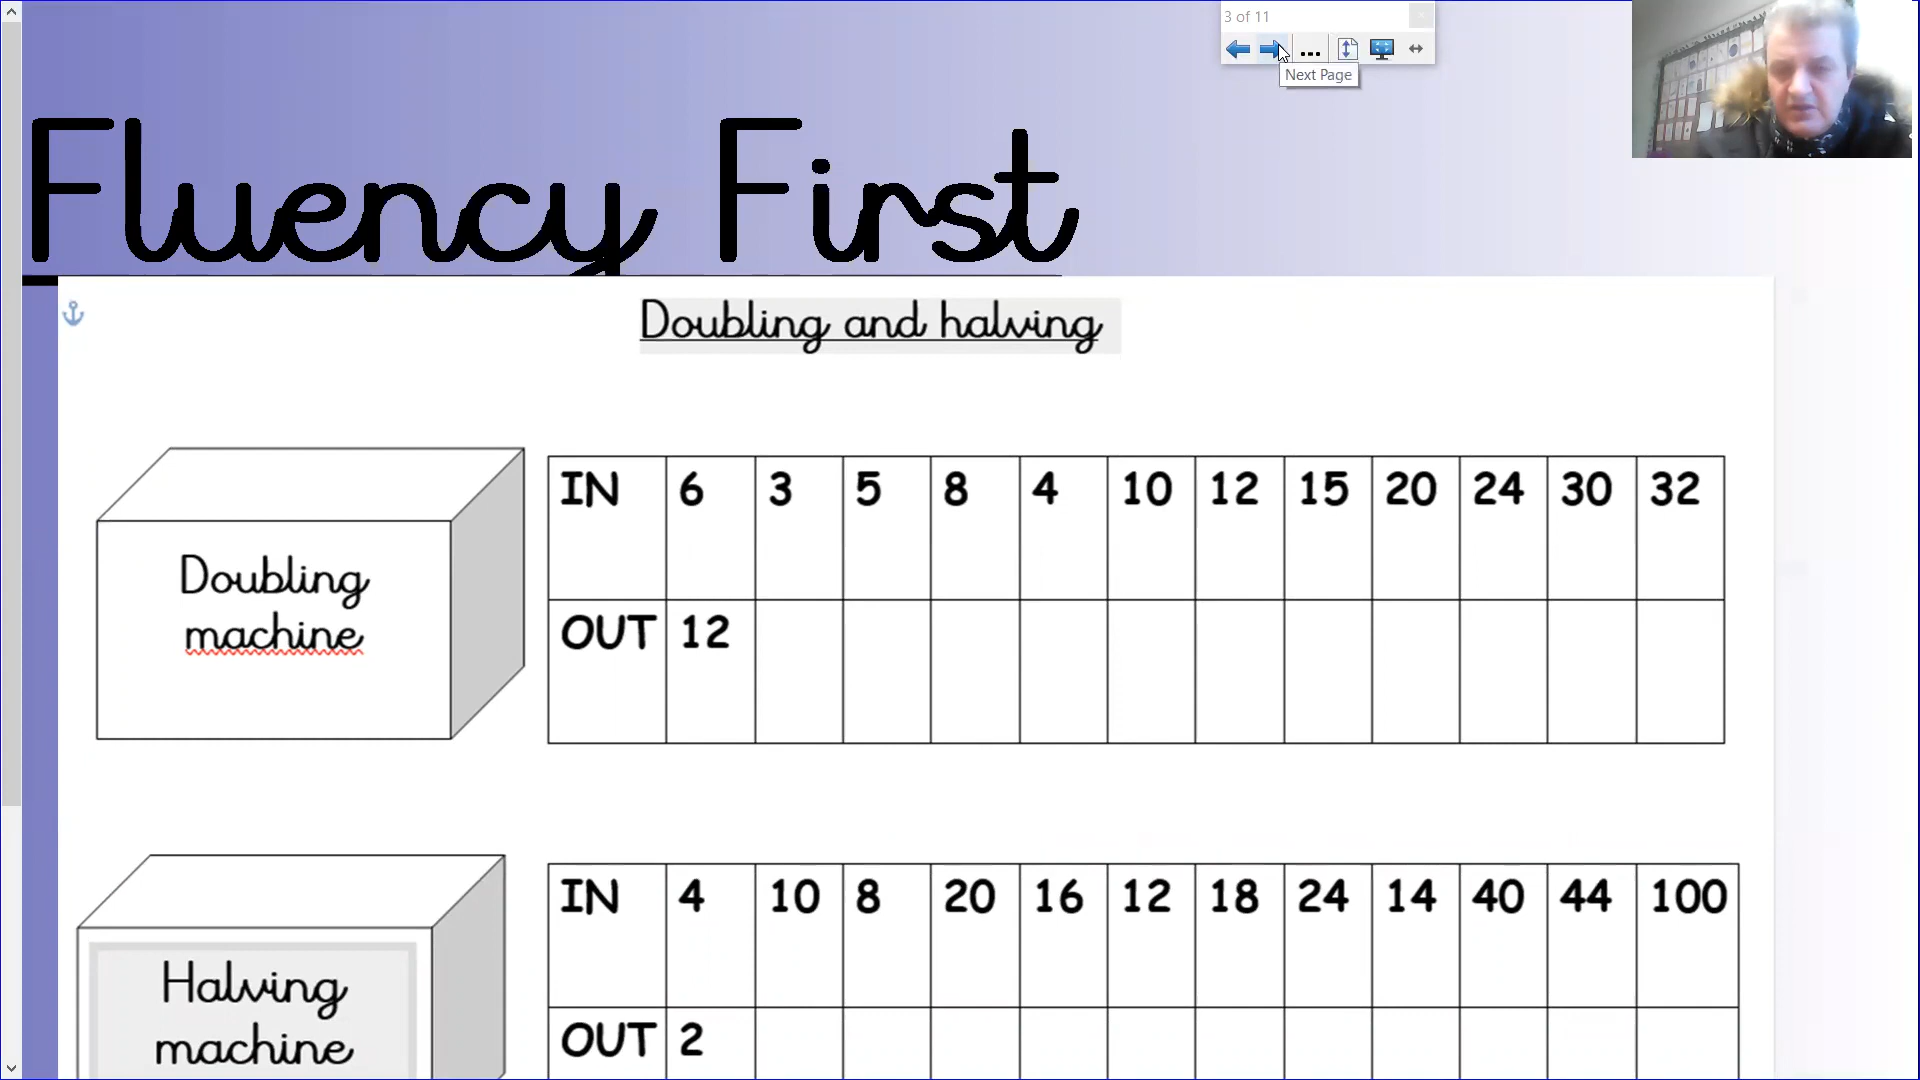 3 of 11
...
Next Page
Fluency First
Doubling and halving
Doubling
machine
IN 6 3 5 8 4 10 12 15 20 24 30 32
OUT 12
Halving
machine
IN 4 10 8 20 16 12 18 24 14 40 44 100
OUT 2